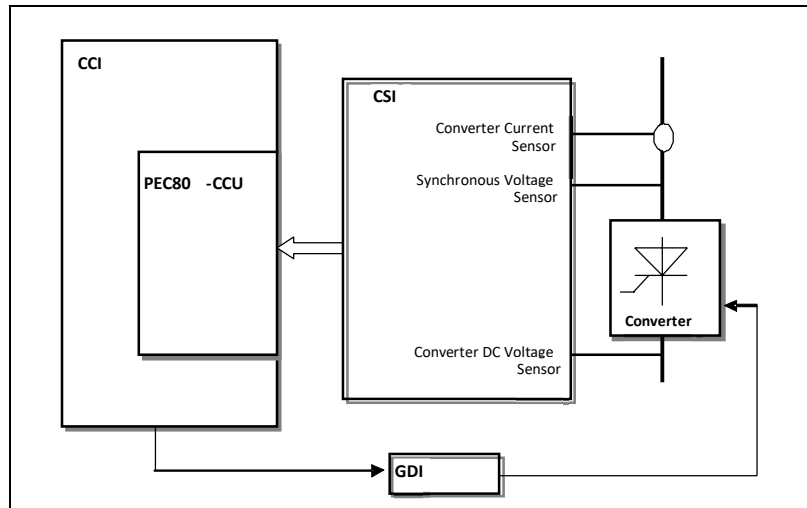 CCI
CSI
Converter Current
Sensor
PEC80 -CCU
Synchronous Voltage
Sensor
Converter
Converter DC Voltage
Sensor
GDI